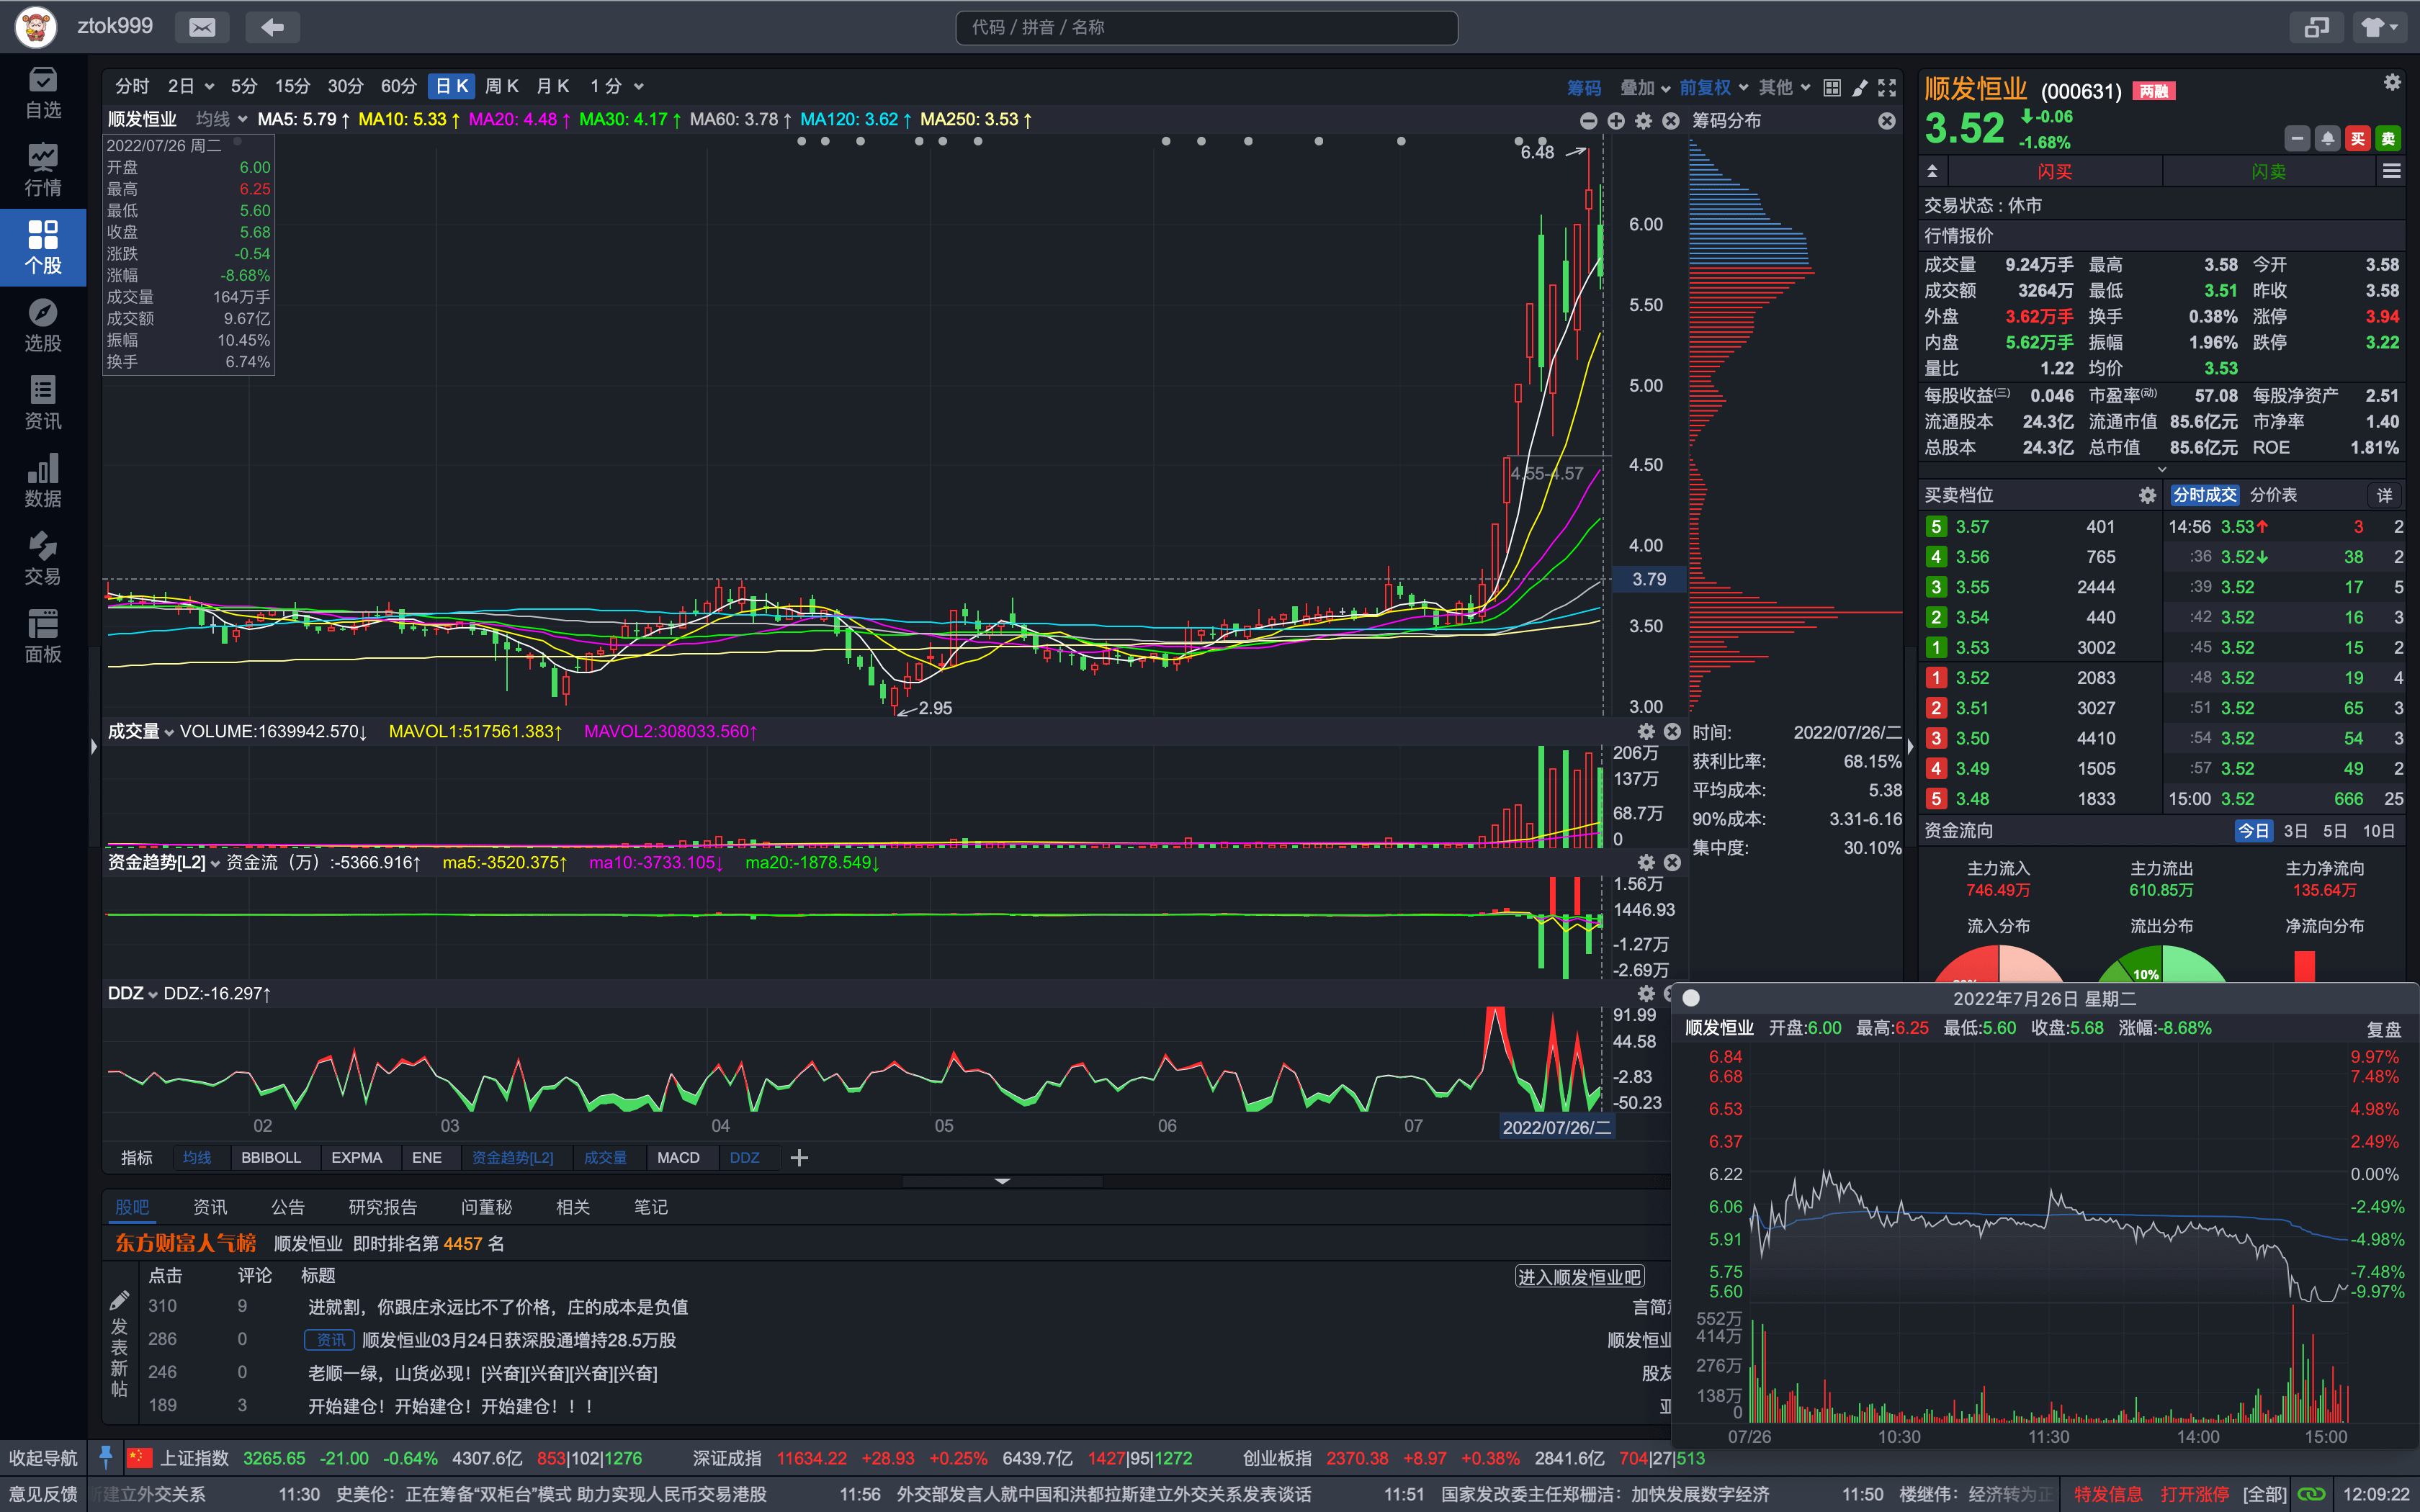 ztok999
代码 / 拼音 / 名称
自选
行情
个股
选股
资讯
数据
交易
面板
分时 2日 5分 15分 30分 60分 日K 周K 月K 1分
筹码 叠加 前复权 其他
顺发恒业 均线 MA5: 5.79↑ MA10: 5.33↑ MA20: 4.48↑ MA30: 4.17↑ MA60: 3.78↑ MA120: 3.62↑ MA250: 3.53↑
筹码分布
2022/07/26 周二
开盘 6.00
最高 6.25
最低 5.60
收盘 5.68
涨跌 -0.54
涨幅 -8.68%
成交量 164万手
成交额 9.67亿
振幅 10.45%
换手 6.74%
6.48
6.00
5.50
5.00
4.50
4.55-4.57
4.00
3.79
3.50
3.00
2.95
成交量 VOLUME:1639942.570↓ MAVOL1:517561.383↑ MAVOL2:308033.560↑
206万
137万
68.7万
0
资金趋势[L2] 资金流（万）:-5366.916↑ ma5:-3520.375↑ ma10:-3733.105↓ ma20:-1878.549↓
1.56万
1446.93
-1.27万
-2.69万
DDZ DDZ:-16.297↑
91.99
44.58
-2.83
-50.23
02 03 04 05 06 07 2022/07/26/二
时间: 2022/07/26/二
获利比率: 68.15%
平均成本: 5.38
90%成本: 3.31-6.16
集中度: 30.10%
指标 均线 BBIBOLL EXPMA ENE 资金趋势[L2] 成交量 MACD DDZ
股吧 资讯 公告 研究报告 问董秘 相关 笔记
东方财富人气榜 顺发恒业 即时排名第 4457 名
点击 评论 标题
进入顺发恒业吧
发表新帖
310 9 进就割，你跟庄永远比不了价格，庄的成本是负值
286 0 资讯 顺发恒业03月24日获深股通增持28.5万股 顺发恒业
246 0 老顺一绿，山货必现！[兴奋][兴奋][兴奋][兴奋] 股友
189 3 开始建仓！开始建仓！开始建仓！！！
顺发恒业 (000631) 两融
3.52 -0.06
-1.68%
买 卖
闪买 闪卖
交易状态 : 休市
行情报价
成交量 9.24万手 最高 3.58 今开 3.58
成交额 3264万 最低 3.51 昨收 3.58
外盘 3.62万手 换手 0.38% 涨停 3.94
内盘 5.62万手 振幅 1.96% 跌停 3.22
量比 1.22 均价 3.53
每股收益(三) 0.046 市盈率(动) 57.08 每股净资产 2.51
流通股本 24.3亿 流通市值 85.6亿元 市净率 1.40
总股本 24.3亿 总市值 85.6亿元 ROE 1.81%
买卖档位 分时成交 分价表 详
5 3.57 401 14:56 3.53↑ 3 2
4 3.56 765 :36 3.52↓ 38 2
3 3.55 2444 :39 3.52 17 5
2 3.54 440 :42 3.52 16 3
1 3.53 3002 :45 3.52 15 2
1 3.52 2083 :48 3.52 19 4
2 3.51 3027 :51 3.52 65 3
3 3.50 4410 :54 3.52 54 3
4 3.49 1505 :57 3.52 49 2
5 3.48 1833 15:00 3.52 666 25
资金流向 今日 3日 5日 10日
主力流入 主力流出 主力净流向
746.49万 610.85万 135.64万
流入分布 流出分布 净流向分布
10%
2022年7月26日 星期二
顺发恒业 开盘:6.00 最高:6.25 最低:5.60 收盘:5.68 涨幅:-8.68% 复盘
6.84 9.97%
6.68 7.48%
6.53 4.98%
6.37 2.49%
6.22 0.00%
6.06 -2.49%
5.91 -4.98%
5.75 -7.48%
5.60 -9.97%
552万
414万
276万
138万
0
07/26 10:30 11:30 14:00 15:00
收起导航 上证指数 3265.65 -21.00 -0.64% 4307.6亿 853|102|1276 深证成指 11634.22 +28.93 +0.25% 6439.7亿 1427|95|1272 创业板指 2370.38 +8.97 +0.38% 2841.6亿 704|27|513
意见反馈 建立外交关系 11:30 史美伦：正在筹备“双柜台”模式 助力实现人民币交易港股 11:56 外交部发言人就中国和洪都拉斯建立外交关系发表谈话 11:51 国家发改委主任郑栅洁：加快发展数字经济 11:50 楼继伟：经济转为正 特发信息 打开涨停 [全部] 12:09:22